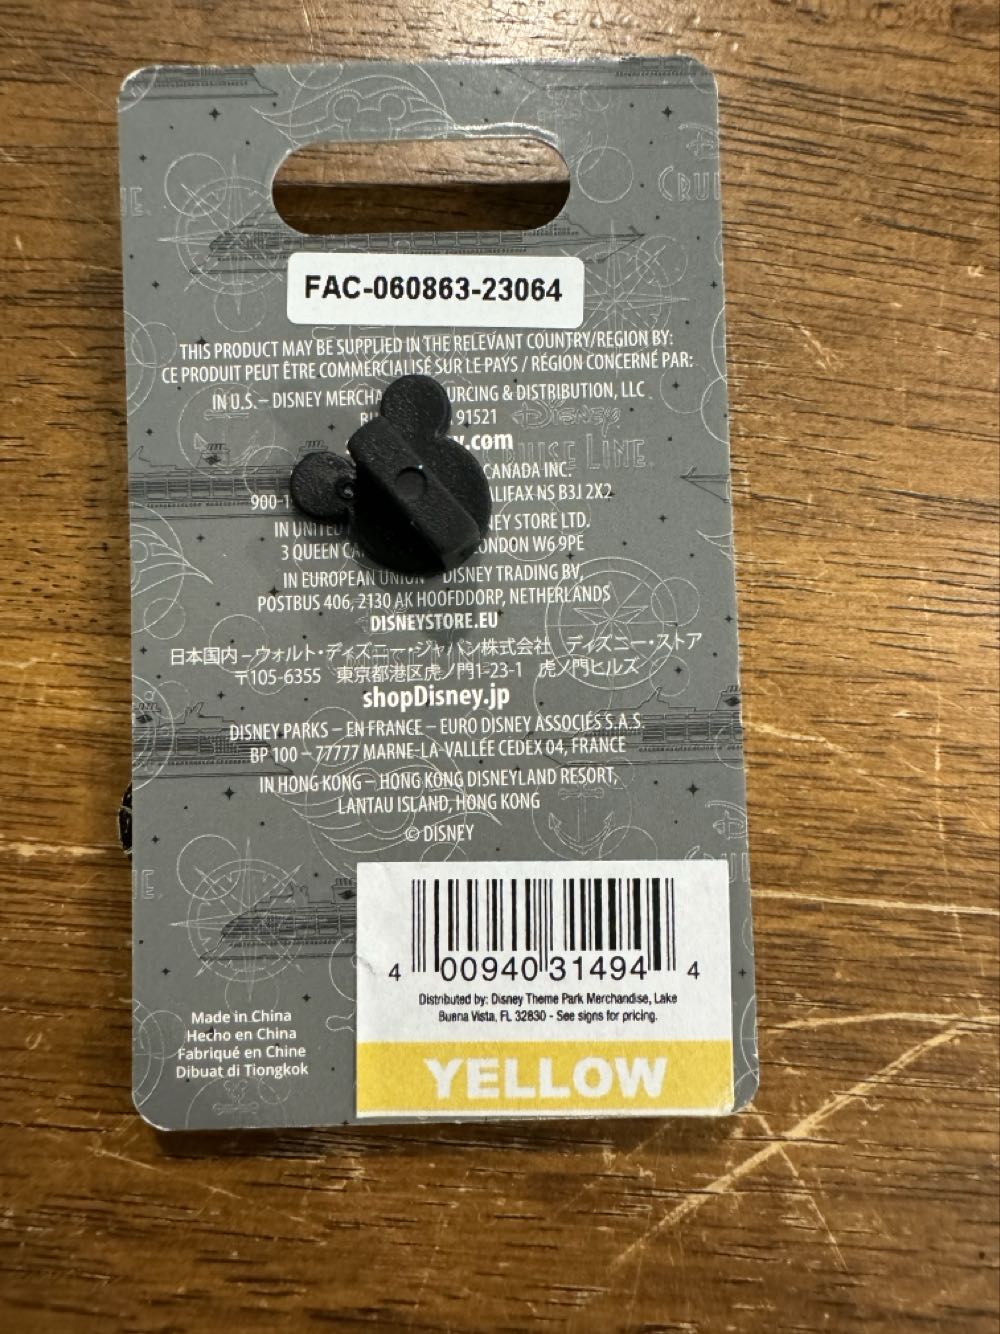 FAC-060863-23064
THIS PRODUCT MAY BE SUPPLIED IN THE RELEVANT COUNTRY/REGION BY:
CE PRODUIT PEUT ÊTRE COMMERCIALISÉ SUR LE PAYS / RÉGION CONCERNÉ PAR:
IN U.S. – DISNEY MERCHA URCING & DISTRIBUTION, LLC
91521
.com
CANADA INC.
900-1 ALIFAX NS B3J 2X2
IN UNITED NEY STORE LTD.
3 QUEEN CA ONDON W6 9PE
IN EUROPEAN UNION DISNEY TRADING BV,
POSTBUS 406, 2130 AK HOOFDDORP, NETHERLANDS
DISNEYSTORE.EU
日本国内–ウォルト・ディズニー・ジャパン株式会社 ディズニー・ストア
〒105-6355 東京都港区虎ノ門1-23-1 虎ノ門ヒルズ
shopDisney.jp
DISNEY PARKS – EN FRANCE – EURO DISNEY ASSOCIÉS S.A.S.
BP 100 – 77777 MARNE-LA-VALLÉE CEDEX 04, FRANCE
IN HONG KONG – HONG KONG DISNEYLAND RESORT,
LANTAU ISLAND, HONG KONG
© DISNEY
4 00940 31494 4
Distributed by: Disney Theme Park Merchandise, Lake
Buena Vista, FL 32830 - See signs for pricing.
YELLOW
Made in China
Hecho en China
Fabriqué en Chine
Dibuat di Tiongkok